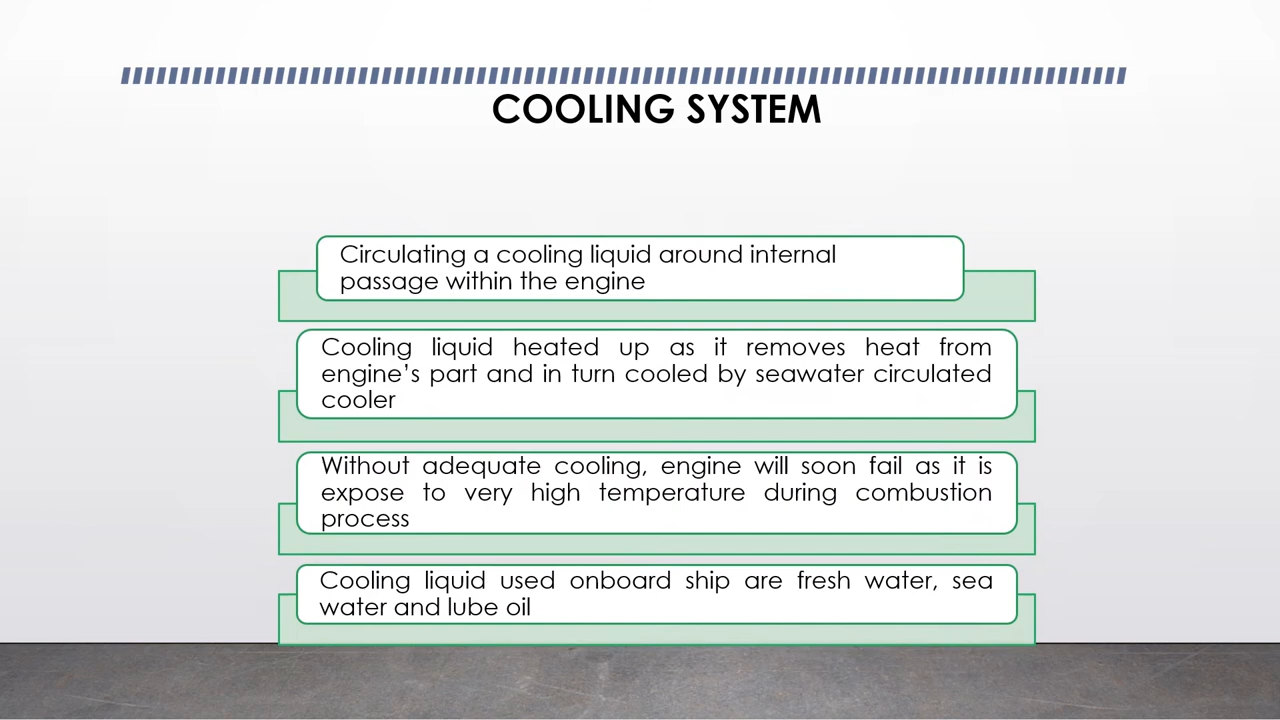 COOLING SYSTEM
Circulating a cooling liquid around internal
passage within the engine
Cooling liquid heated up as it removes heat from
engine’s part and in turn cooled by seawater circulated
cooler
Without adequate cooling, engine will soon fail as it is
expose to very high temperature during combustion
process
Cooling liquid used onboard ship are fresh water, sea
water and lube oil